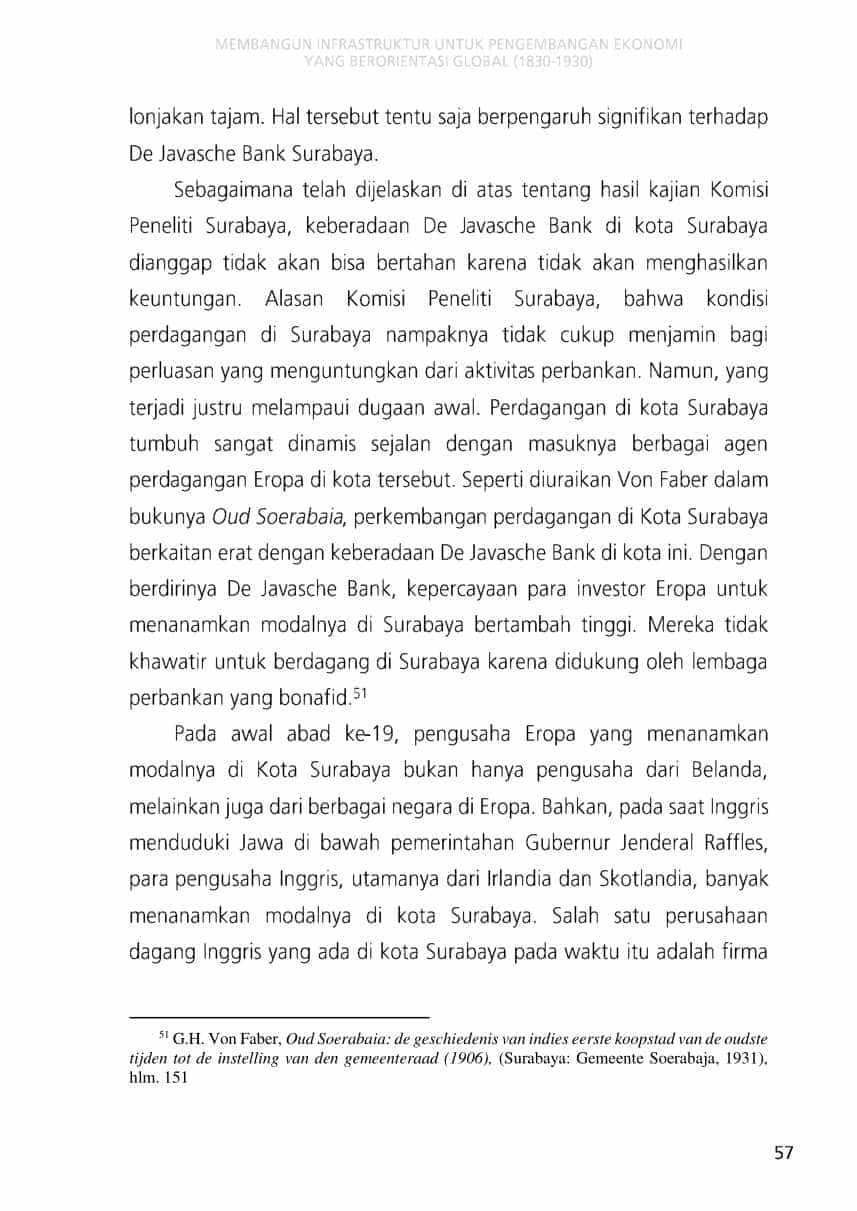 MEMBANGUN INFRASTRUKTUR UNTUK PENGEMBANGAN EKONOMI
YANG BERORIENTASI GLOBAL (1830-1930)
lonjakan tajam. Hal tersebut tentu saja berpengaruh signifikan terhadap
De Javasche Bank Surabaya.
Sebagaimana telah dijelaskan di atas tentang hasil kajian Komisi
Peneliti Surabaya, keberadaan De Javasche Bank di kota Surabaya
dianggap tidak akan bisa bertahan karena tidak akan menghasilkan
keuntungan. Alasan Komisi Peneliti Surabaya, bahwa kondisi
perdagangan di Surabaya nampaknya tidak cukup menjamin bagi
perluasan yang menguntungkan dari aktivitas perbankan. Namun, yang
terjadi justru melampaui dugaan awal. Perdagangan di kota Surabaya
tumbuh sangat dinamis sejalan dengan masuknya berbagai agen
perdagangan Eropa di kota tersebut. Seperti diuraikan Von Faber dalam
bukunya Oud Soerabaia, perkembangan perdagangan di Kota Surabaya
berkaitan erat dengan keberadaan De Javasche Bank di kota ini. Dengan
berdirinya De Javasche Bank, kepercayaan para investor Eropa untuk
menanamkan modalnya di Surabaya bertambah tinggi. Mereka tidak
khawatir untuk berdagang di Surabaya karena didukung oleh lembaga
perbankan yang bonafid.51
Pada awal abad ke-19, pengusaha Eropa yang menanamkan
modalnya di Kota Surabaya bukan hanya pengusaha dari Belanda,
melainkan juga dari berbagai negara di Eropa. Bahkan, pada saat Inggris
menduduki Jawa di bawah pemerintahan Gubernur Jenderal Raffles,
para pengusaha Inggris, utamanya dari Irlandia dan Skotlandia, banyak
menanamkan modalnya di kota Surabaya. Salah satu perusahaan
dagang Inggris yang ada di kota Surabaya pada waktu itu adalah firma
51 G.H. Von Faber, Oud Soerabaia: de geschiedenis van indies eerste koopstad van de oudste
tijden tot de instelling van den gemeenteraad (1906), (Surabaya: Gemeente Soerabaja, 1931),
hlm. 151
57